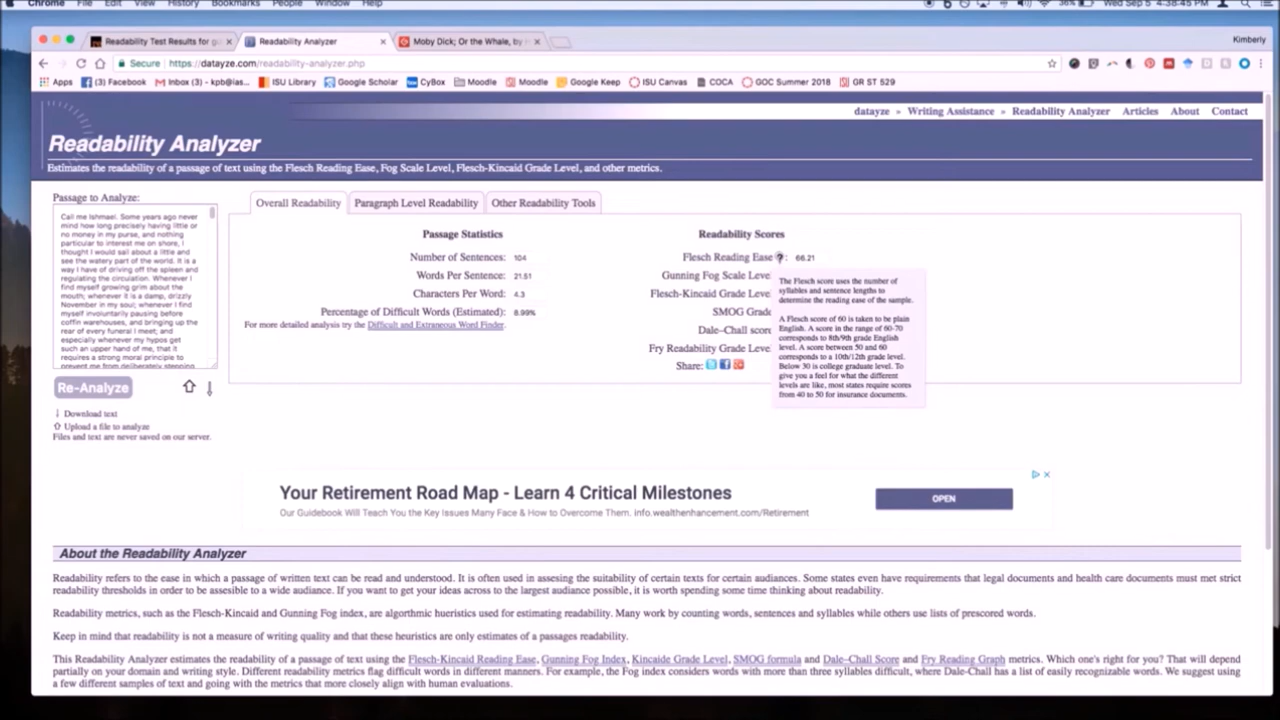 Chrome File Edit View History Bookmarks People Window Help 36% Wed Sep 5 4:38:45 PM
Readability Test Results for g × Readability Analyzer × Moby Dick; Or the Whale, by × Kimberly
Secure https://datayze.com/readability-analyzer.php
Apps (3) Facebook Inbox (3) - kpb@ias... ISU Library Google Scholar CyBox Moodle Moodle Google Keep ISU Canvas COCA GOC Summer 2018 GR ST 529
datayze » Writing Assistance » Readability Analyzer Articles About Contact
Readability Analyzer
Estimates the readability of a passage of text using the Flesch Reading Ease, Fog Scale Level, Flesch-Kincaid Grade Level, and other metrics.
Passage to Analyze:
Call me Ishmael. Some years ago never
mind how long precisely having little or
no money in my purse, and nothing
particular to interest me on shore, I
thought I would sail about a little and
see the watery part of the world. It is a
way I have of driving off the spleen and
regulating the circulation. Whenever I
find myself growing grim about the
mouth; whenever it is a damp, drizzly
November in my soul; whenever I find
myself involuntarily pausing before
coffin warehouses, and bringing up the
rear of every funeral I meet; and
especially whenever my hypos get
such an upper hand of me, that it
requires a strong moral principle to
prevent me from deliberately stepping
Re-Analyze
Download text
Upload a file to analyze
Files and text are never saved on our server.
Overall Readability Paragraph Level Readability Other Readability Tools
Passage Statistics
Number of Sentences: 104
Words Per Sentence: 21.51
Characters Per Word: 4.3
Percentage of Difficult Words (Estimated): 8.99%
For more detailed analysis try the Difficult and Extraneous Word Finder.
Readability Scores
Flesch Reading Ease ? : 66.21
Gunning Fog Scale Leve
Flesch-Kincaid Grade Leve
SMOG Grade
Dale–Chall score
Fry Readability Grade Leve
Share:
The Flesch score uses the number of
syllables and sentence lengths to
determine the reading ease of the sample.
A Flesch score of 60 is taken to be plain
English. A score in the range of 60-70
corresponds to 8th/9th grade English
level. A score between 50 and 60
corresponds to a 10th/12th grade level.
Below 30 is college graduate level. To
give you a feel for what the different
levels are like, most states require scores
from 40 to 50 for insurance documents.
Your Retirement Road Map - Learn 4 Critical Milestones
Our Guidebook Will Teach You the Key Issues Many Face & How to Overcome Them. info.wealthenhancement.com/Retirement
OPEN
About the Readability Analyzer
Readability refers to the ease in which a passage of written text can be read and understood. It is often used in assesing the suitability of certain texts for certain audiances. Some states even have requirements that legal documents and health care documents must met strict
readability thresholds in order to be assesible to a wide audiance. If you want to get your ideas across to the largest audiance possible, it is worth spending some time thinking about readability.
Readability metrics, such as the Flesch-Kincaid and Gunning Fog index, are algorthmic hueristics used for estimating readability. Many work by counting words, sentences and syllables while others use lists of prescored words.
Keep in mind that readability is not a measure of writing quality and that these heuristics are only estimates of a passages readability.
This Readability Analyzer estimates the readability of a passage of text using the Flesch-Kincaid Reading Ease, Gunning Fog Index, Kincaide Grade Level, SMOG formula and Dale–Chall Score and Fry Reading Graph metrics. Which one's right for you? That will depend
partially on your domain and writing style. Different readability metrics flag difficult words in different manners. For example, the Fog index considers words with more than three syllables difficult, where Dale-Chall has a list of easily recognizable words. We suggest using
a few different samples of text and going with the metrics that more closely align with human evaluations.